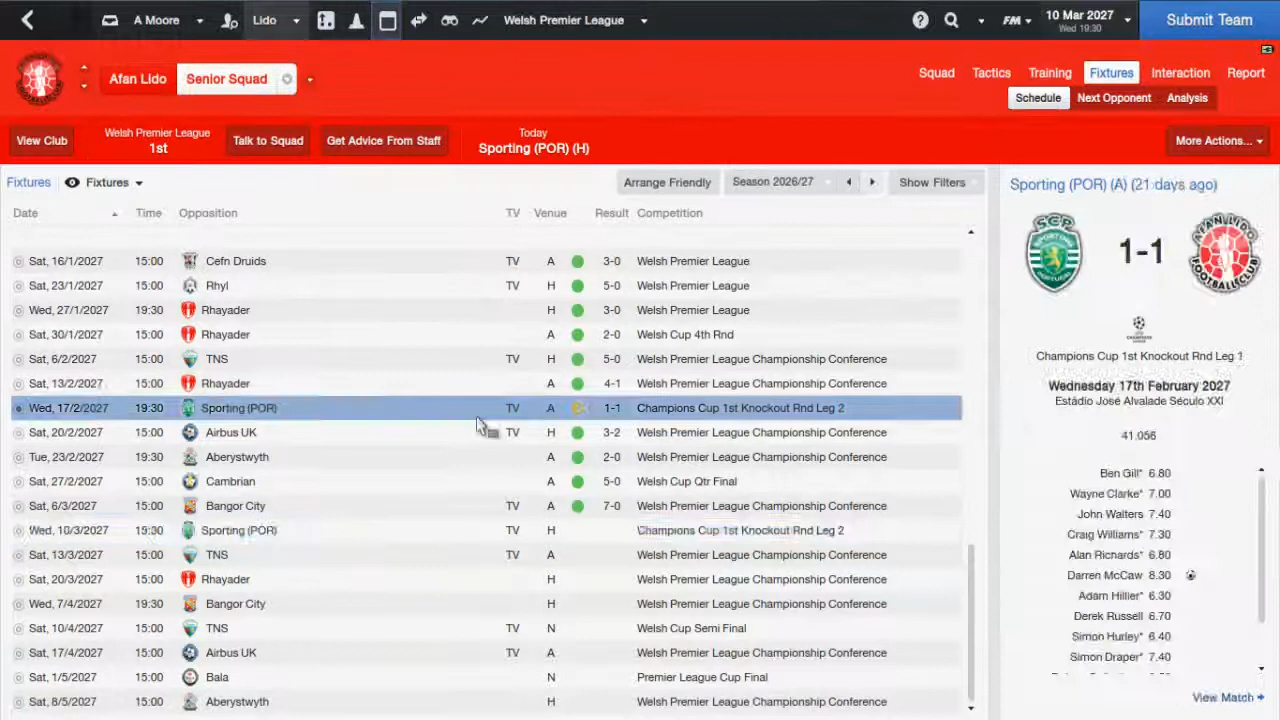 A Moore Lido Welsh Premier League FM 10 Mar 2027 Wed 19:30 Submit Team
Afan Lido Senior Squad Squad Tactics Training Fixtures Interaction Report
Schedule Next Opponent Analysis
View Club Welsh Premier League 1st Talk to Squad Get Advice From Staff Today Sporting (POR) (H) More Actions...
Fixtures Fixtures Arrange Friendly Season 2026/27 Show Filters
Date Time Opposition TV Venue Result Competition
Sat, 16/1/2027 15:00 Cefn Druids TV A 3-0 Welsh Premier League
Sat, 23/1/2027 15:00 Rhyl TV H 5-0 Welsh Premier League
Wed, 27/1/2027 19:30 Rhayader H 3-0 Welsh Premier League
Sat, 30/1/2027 15:00 Rhayader A 2-0 Welsh Cup 4th Rnd
Sat, 6/2/2027 15:00 TNS TV H 5-0 Welsh Premier League Championship Conference
Sat, 13/2/2027 15:00 Rhayader A 4-1 Welsh Premier League Championship Conference
Wed, 17/2/2027 19:30 Sporting (POR) TV A 1-1 Champions Cup 1st Knockout Rnd Leg 2
Sat, 20/2/2027 15:00 Airbus UK TV H 3-2 Welsh Premier League Championship Conference
Tue, 23/2/2027 19:30 Aberystwyth A 2-0 Welsh Premier League Championship Conference
Sat, 27/2/2027 15:00 Cambrian A 5-0 Welsh Cup Qtr Final
Sat, 6/3/2027 15:00 Bangor City TV A 7-0 Welsh Premier League Championship Conference
Wed, 10/3/2027 Sporting (POR) TV H Champions Cup 1st Knockout Rnd Leg 2
Sat, 13/3/2027 15:00 TNS TV A Welsh Premier League Championship Conference
Sat, 20/3/2027 15:00 Rhayader H Welsh Premier League Championship Conference
Wed, 7/4/2027 19:30 Bangor City H Welsh Premier League Championship Conference
Sat, 10/4/2027 15:00 TNS TV N Welsh Cup Semi Final
Sat, 17/4/2027 15:00 Airbus UK TV A Welsh Premier League Championship Conference
Sat, 1/5/2027 15:00 Bala N Premier League Cup Final
Sat, 8/5/2027 15:00 Aberystwyth H Welsh Premier League Championship Conference
Sporting (POR) (A) (21 days ago)
SCP SPORTING PORTUGAL 1-1 AFAN LIDO FOOTBALL CLUB
CHAMPIONS CUP
Champions Cup 1st Knockout Rnd Leg 1
Wednesday 17th February 2027
Estádio José Alvalade Século XXI
41.056
Ben Gill* 6.80
Wayne Clarke* 7.00
John Walters 7.40
Craig Williams* 7.30
Alan Richards* 6.80
Darren McCaw 8.30
Adam Hillier* 6.30
Derek Russell 6.70
Simon Hurley* 6.40
Simon Draper* 7.40
View Match